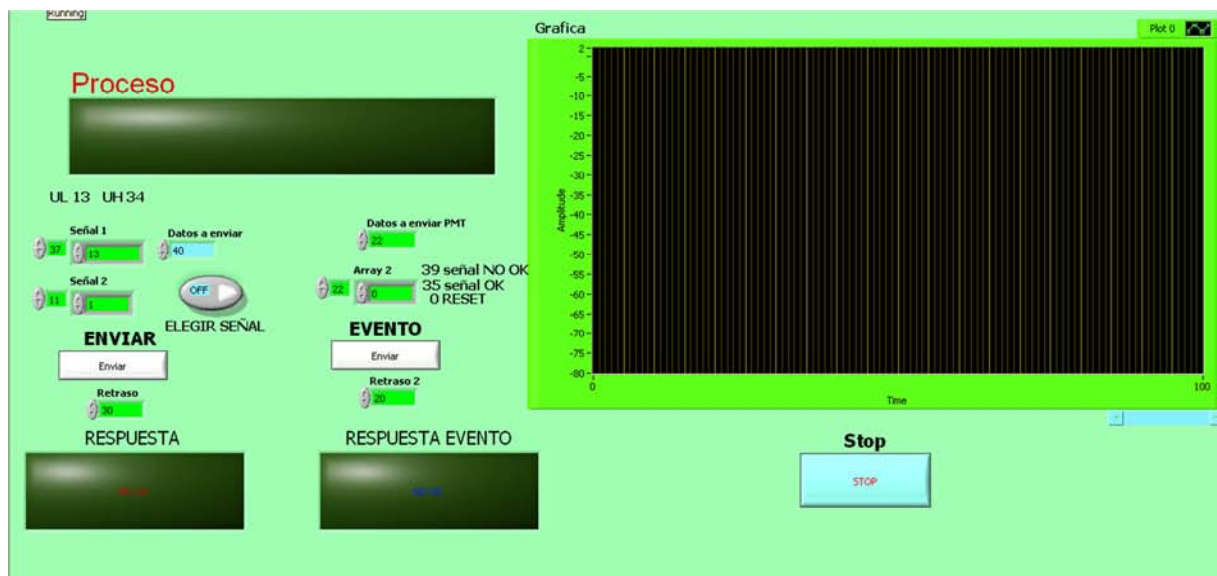 Running
Grafica
Plot 0
Proceso
UL 13 UH 34
Señal 1
37
13
Datos a enviar
40
Señal 2
11
1
OFF
ELEGIR SEÑAL
ENVIAR
Enviar
Retraso
30
RESPUESTA
Datos a enviar PMT
22
Array 2
22
0
39 señal NO OK
35 señal OK
0 RESET
EVENTO
Enviar
Retraso 2
20
RESPUESTA EVENTO
Amplitude
2
-5
-10
-15
-20
-25
-30
-35
-40
-45
-50
-55
-60
-65
-70
-75
-80
0
100
Time
Stop
STOP